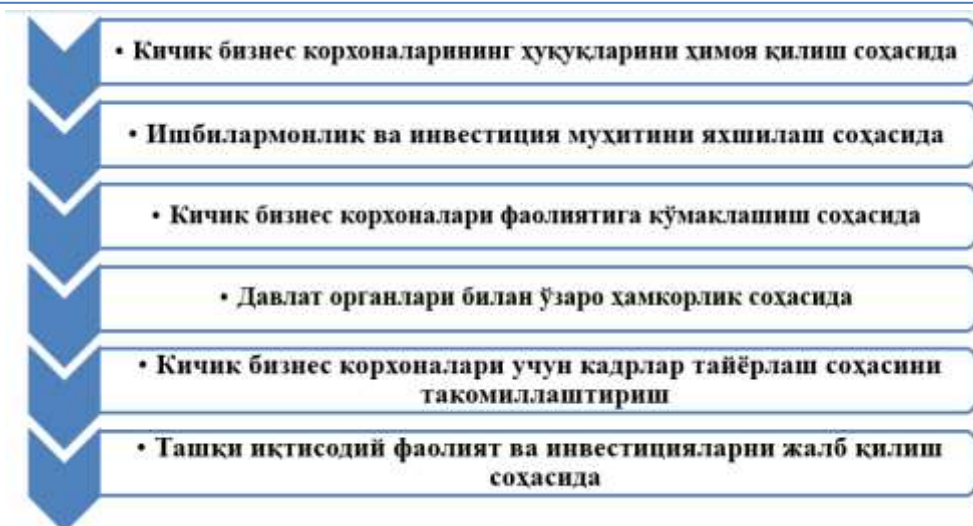 • Кичик бизнес корхоналарининг ҳуқуқларини ҳимоя қилиш соҳасида
• Ишбилармонлик ва инвестиция муҳитини яхшилаш соҳасида
• Кичик бизнес корхоналари фаолиятига кўмаклашиш соҳасида
• Давлат органлари билан ўзаро ҳамкорлик соҳасида
• Кичик бизнес корхоналари учун кадрлар тайёрлаш соҳасини
такомиллаштириш
• Ташқи иқтисодий фаолият ва инвестицияларни жалб қилиш
соҳасида